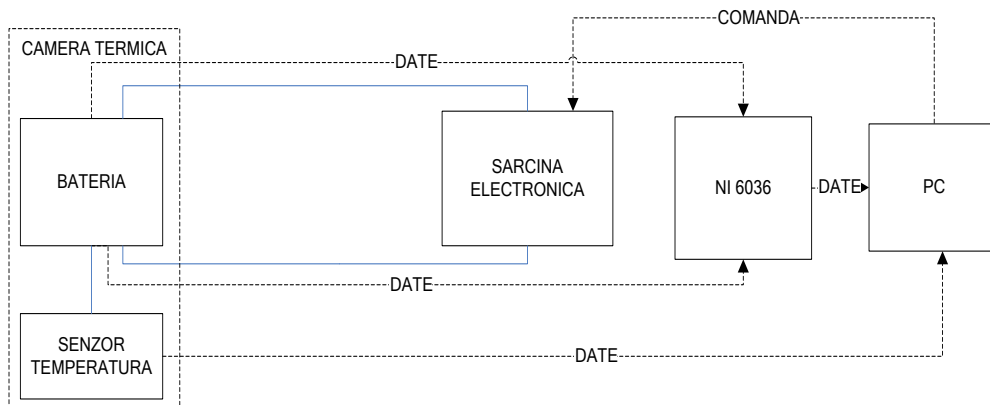 COMANDA
CAMERA TERMICA
DATE
BATERIA
SARCINA
ELECTRONICA
NI 6036
DATE
PC
DATE
SENZOR
TEMPERATURA
DATE